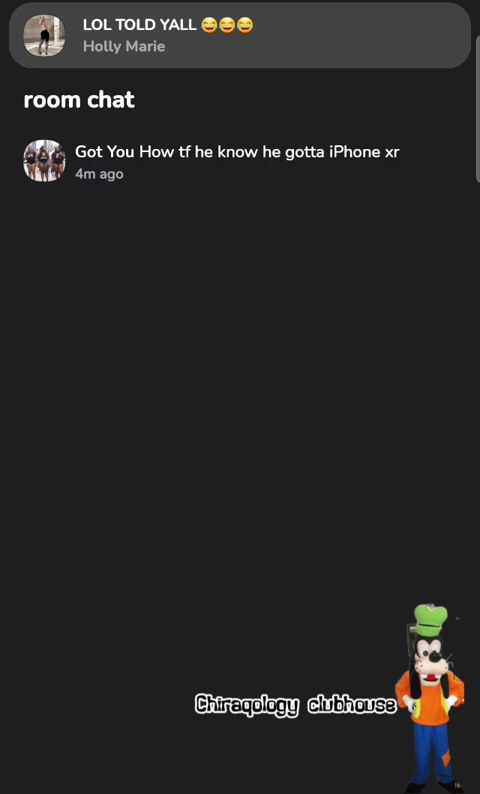 LOL TOLD YALL 😂😂😂
Holly Marie
room chat
Got You How tf he know he gotta iPhone xr
4m ago
Chiraqology clubhouse